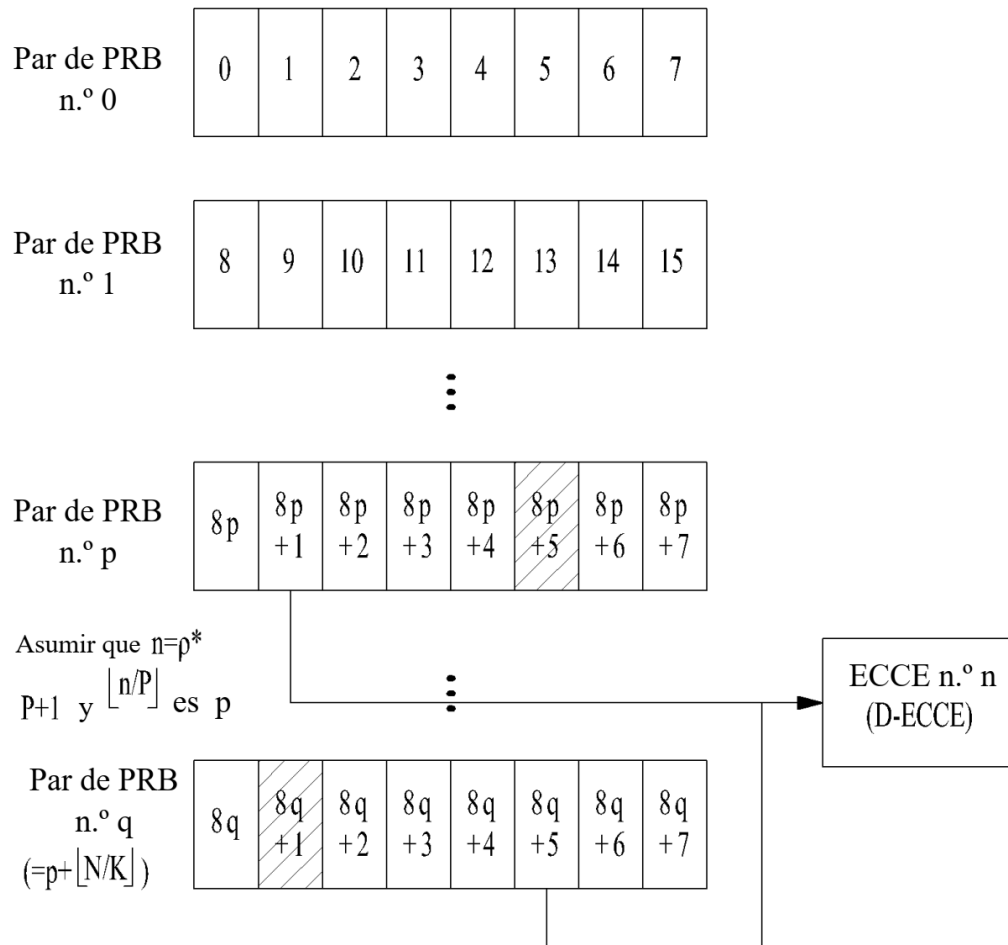 Par de PRB
n.º 0
0 1 2 3 4 5 6 7
Par de PRB
n.º 1
8 9 10 11 12 13 14 15
Par de PRB
n.º p
8p 8p+1 8p+2 8p+3 8p+4 8p+5 8p+6 8p+7
Asumir que n=ρ*
P+1 y ⌊n/P⌋ es p
ECCE n.º n
(D-ECCE)
Par de PRB
n.º q
(=p+⌊N/K⌋)
8q 8q+1 8q+2 8q+3 8q+4 8q+5 8q+6 8q+7